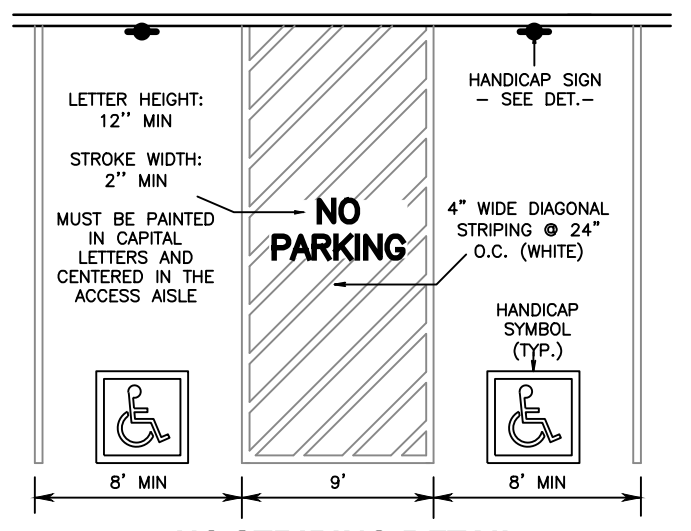 LETTER HEIGHT:
12" MIN
STROKE WIDTH:
2" MIN
MUST BE PAINTED
IN CAPITAL
LETTERS AND
CENTERED IN THE
ACCESS AISLE
NO
PARKING
HANDICAP SIGN
– SEE DET.–
4" WIDE DIAGONAL
STRIPING @ 24"
O.C. (WHITE)
HANDICAP
SYMBOL
(TYP.)
8' MIN
9'
8' MIN